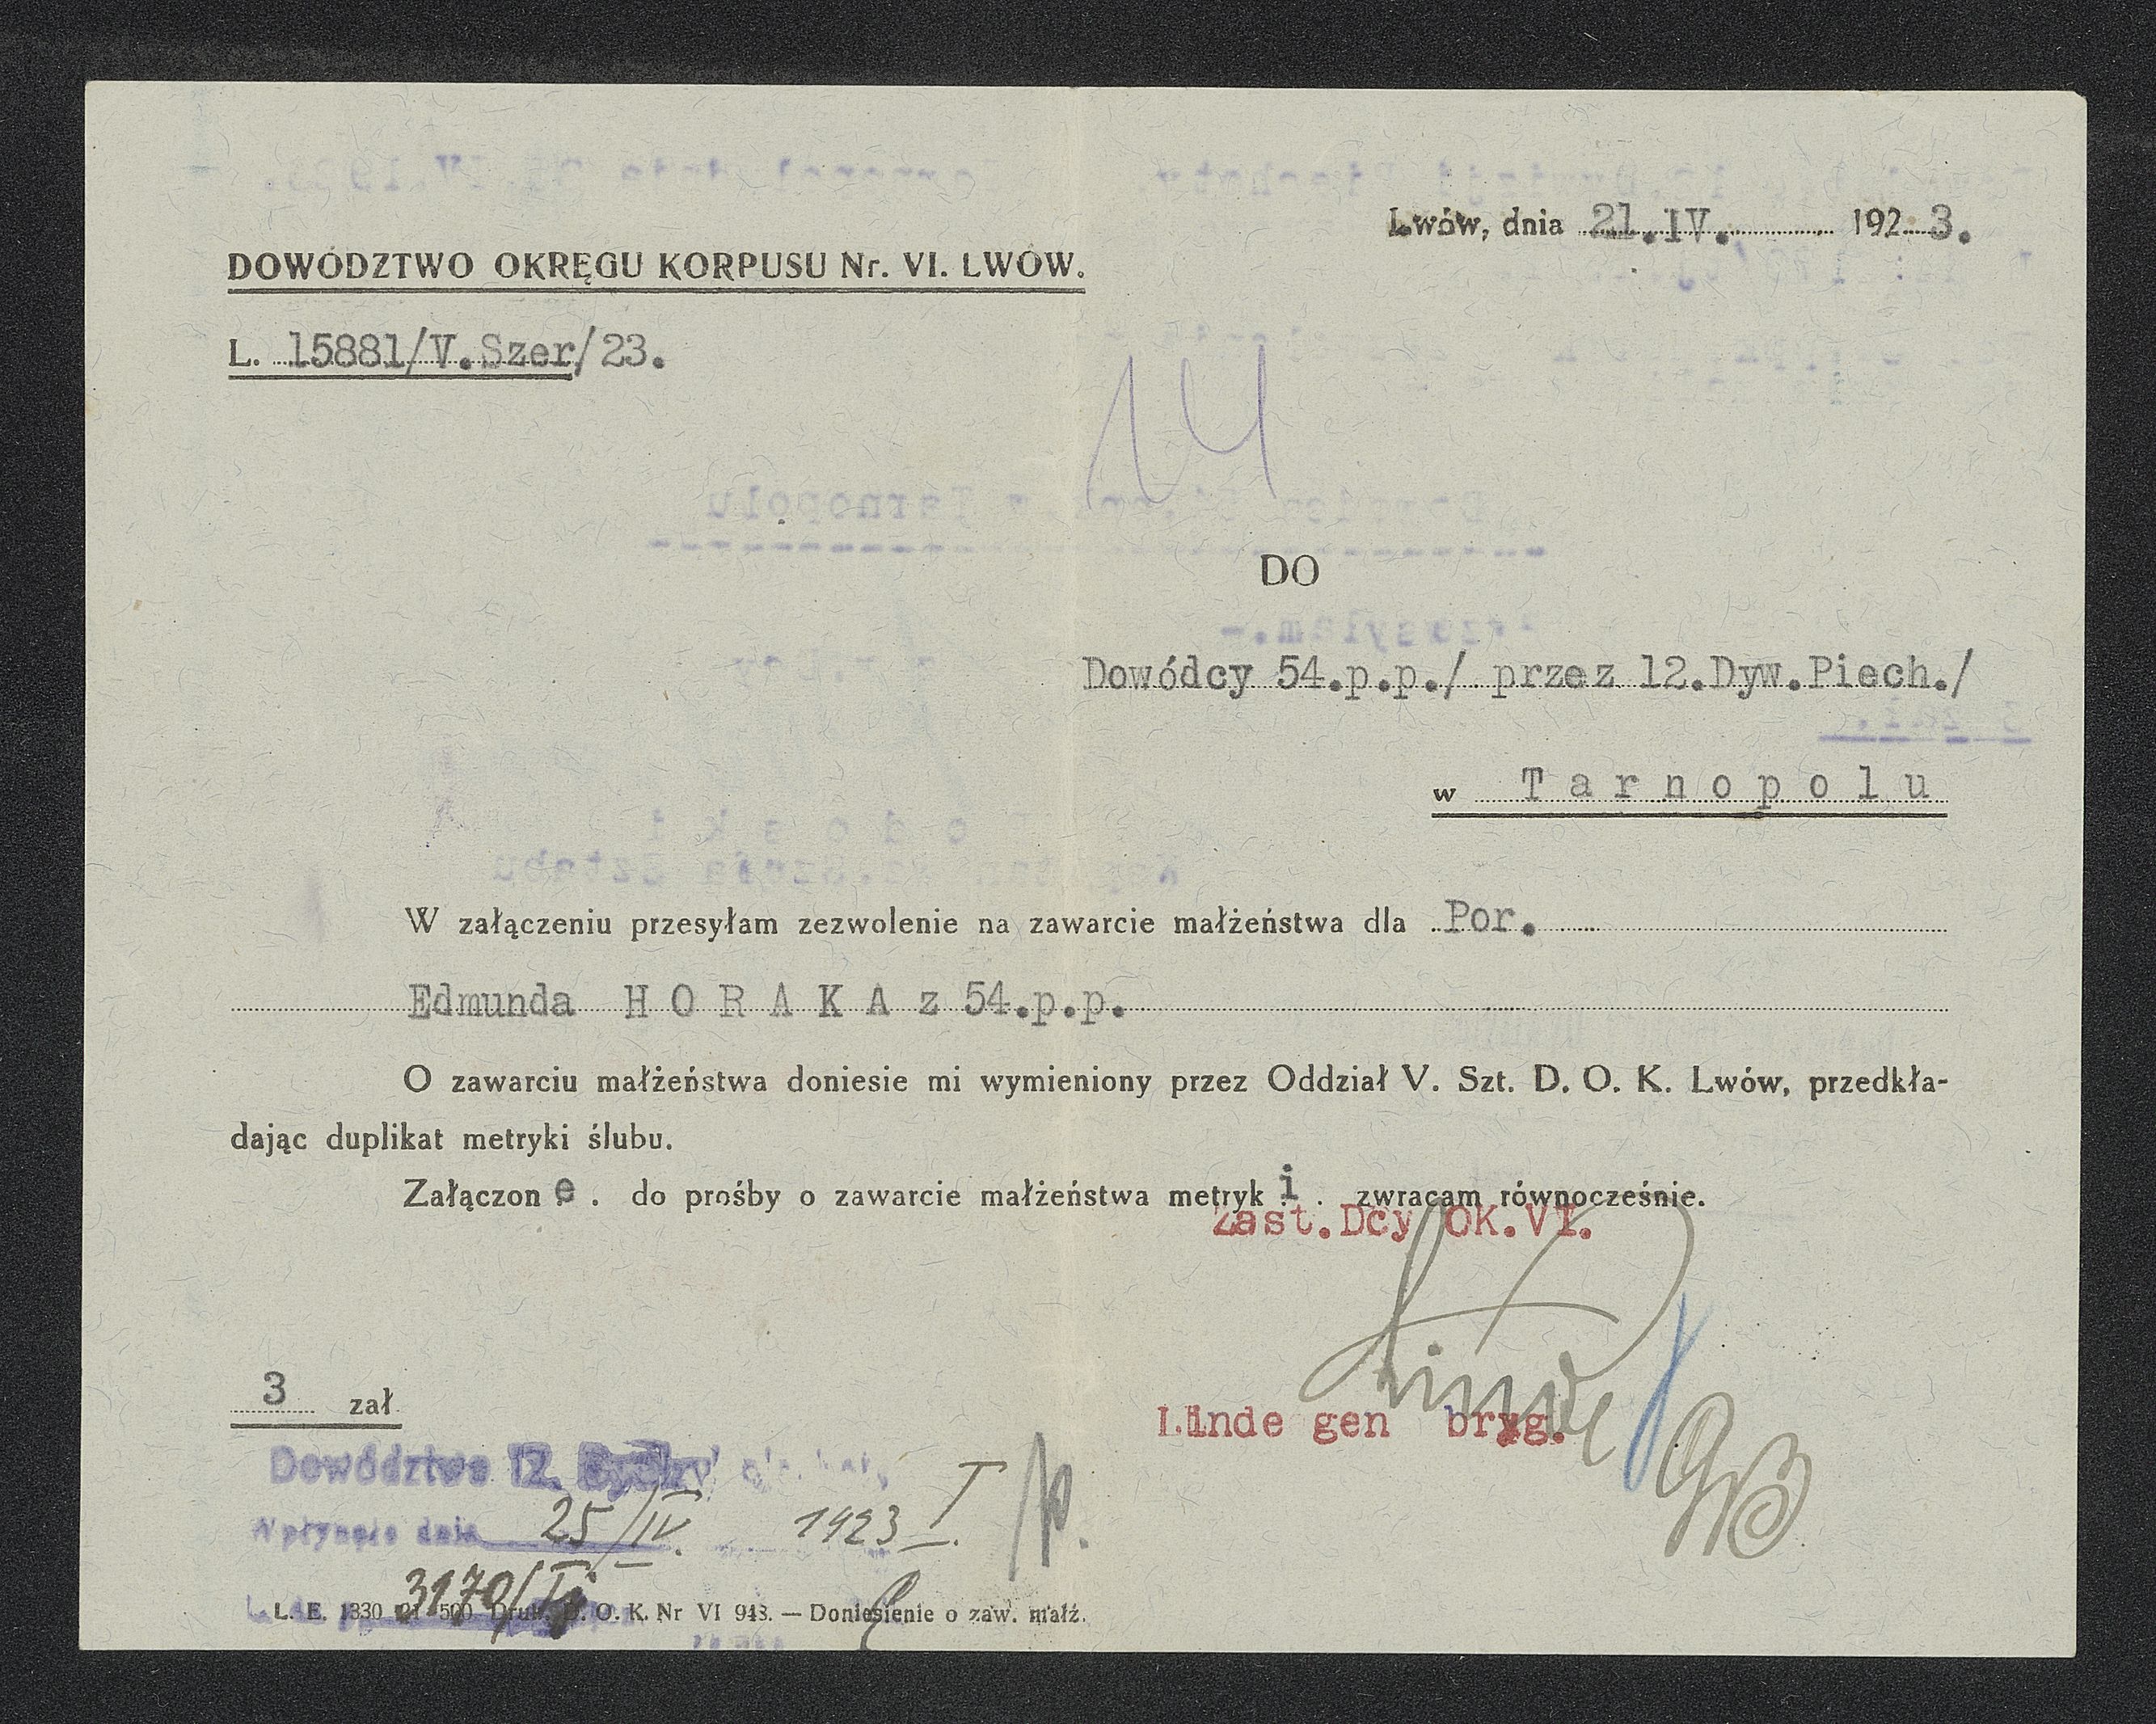 Lwów, dnia 21.IV. 1923.
DOWÓDZTWO OKRĘGU KORPUSU Nr. VI. LWÓW.
L. 15881/V.Szer/23.
14
DO
Dowódcy 54.p.p./ przez 12.Dyw.Piech./
w Tarnopolu
W załączeniu przesyłam zezwolenie na zawarcie małżeństwa dla Por.
Edmunda HORAKA z 54.p.p.
O zawarciu małżeństwa doniesie mi wymieniony przez Oddział V. Szt. D. O. K. Lwów, przedkła-
dając duplikat metryki ślubu.
Załączone. do prośby o zawarcie małżeństwa metryki. zwracam równocześnie.
Zast.Dcy OK.VI.
Linde
3 zał
Linde gen bryg.
Dowództwo 12.
Wpłynęło dnia 25/IV. 1923 I.
L. E. 1330 21 500 Druk. D. O. K. Nr VI 943. — Doniesienie o zaw. małż.